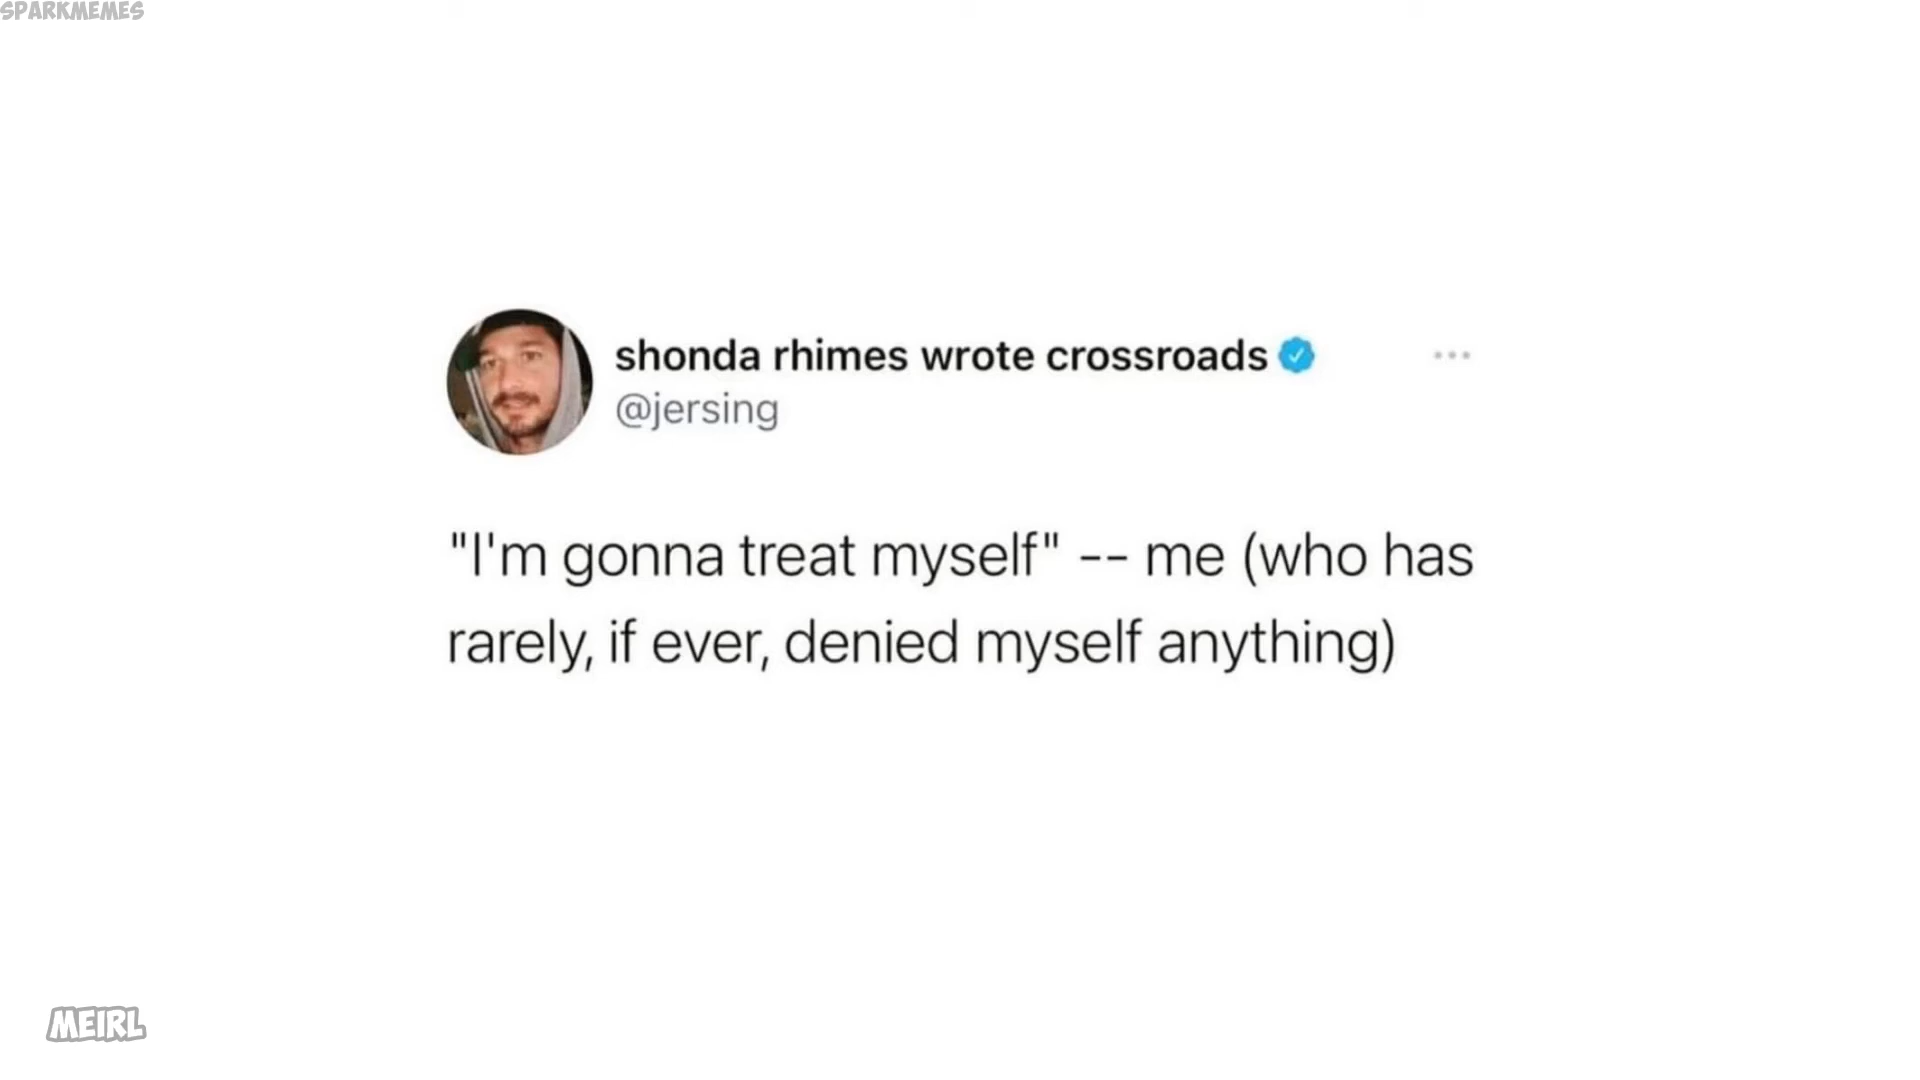 SPARKMEMES
shonda rhimes wrote crossroads
@jersing
"I'm gonna treat myself" -- me (who has
rarely, if ever, denied myself anything)
MEIRL